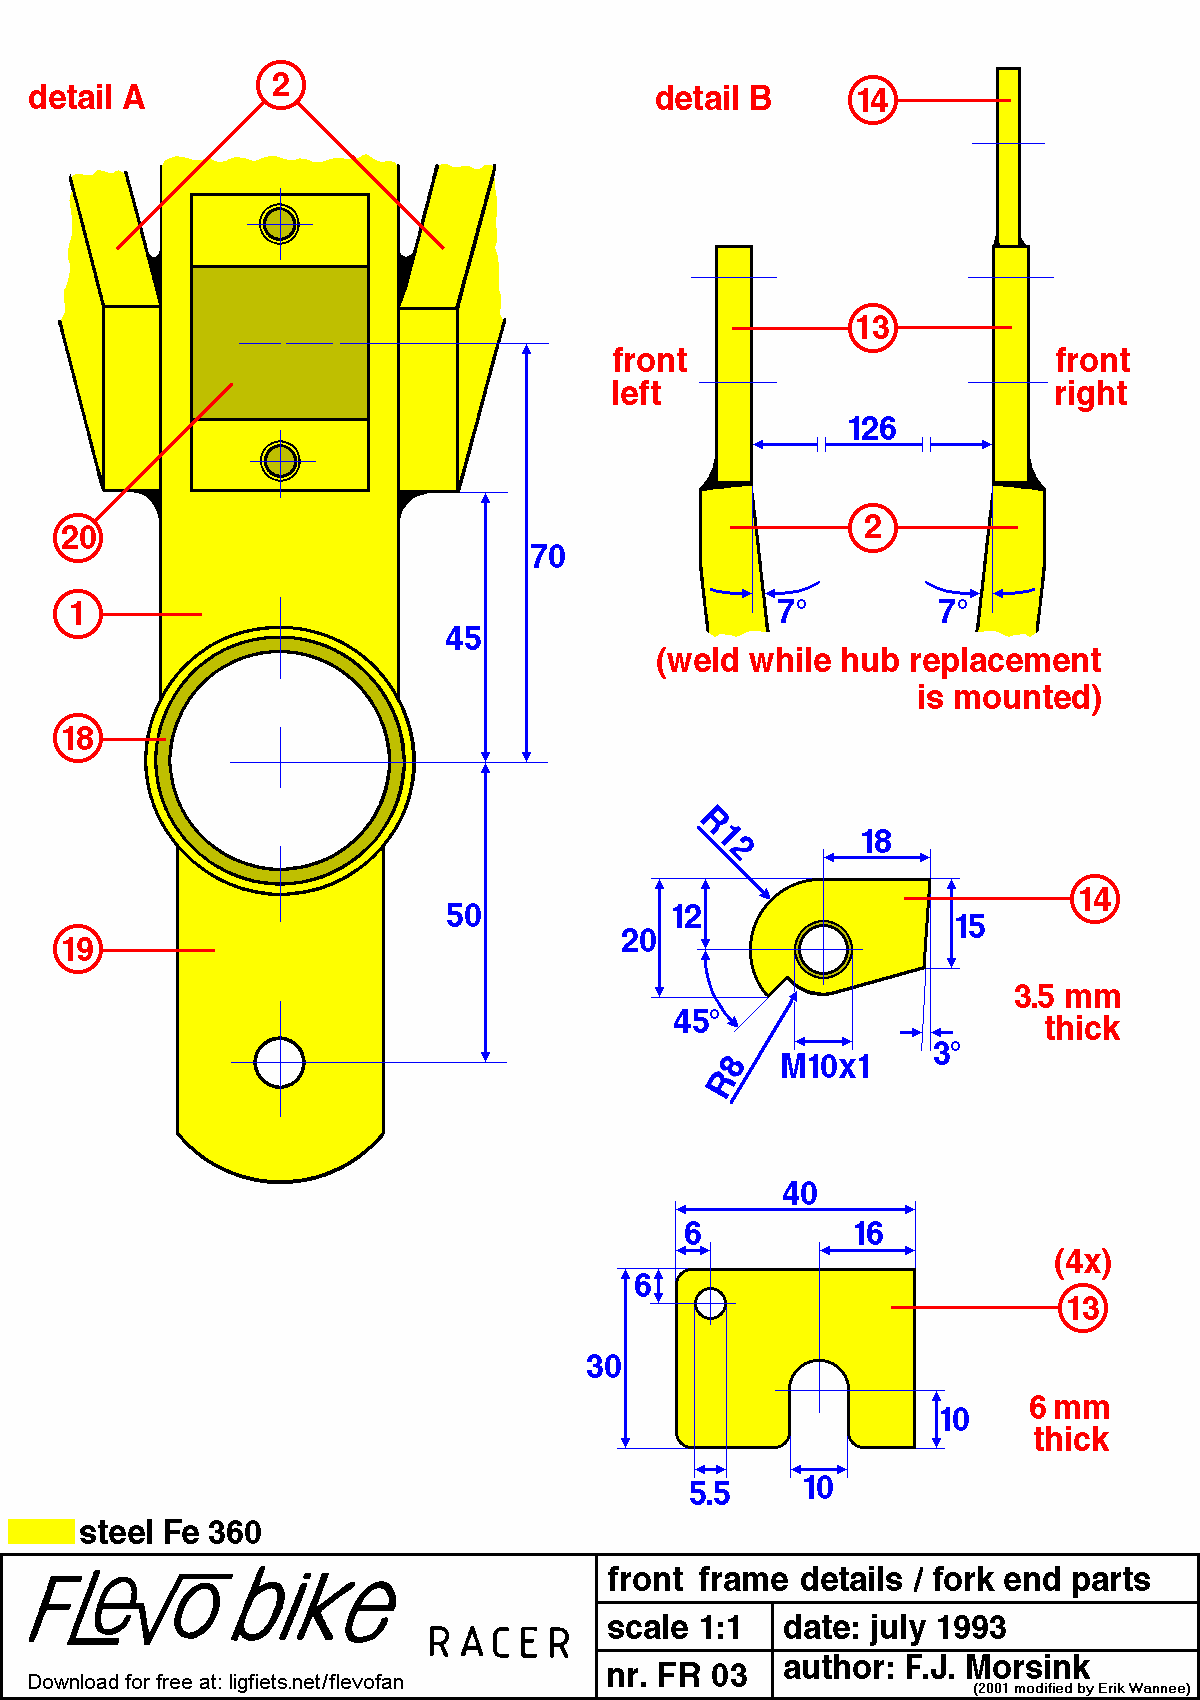 detail A
2
20
1
18
19
70
45
50
detail B
14
13
front
left
front
right
126
2
7°
7°
(weld while hub replacement
is mounted)
R12
18
14
20
12
15
45°
3.5 mm
thick
R8
M10x1
3°
40
6
16
6
(4x)
13
30
6 mm
thick
10
5.5
10
steel Fe 360
Flevobike
RACER
Download for free at: ligfiets.net/flevofan
front frame details / fork end parts
scale 1:1
date: july 1993
nr. FR 03
author: F.J. Morsink
(2001 modified by Erik Wannee)